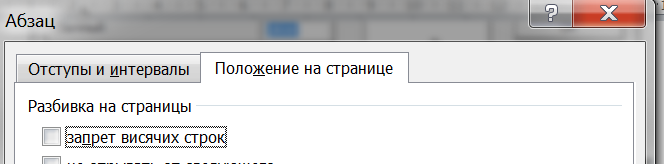 Абзац
Отступы и интервалы
Положение на странице
Разбивка на страницы
запрет висячих строк